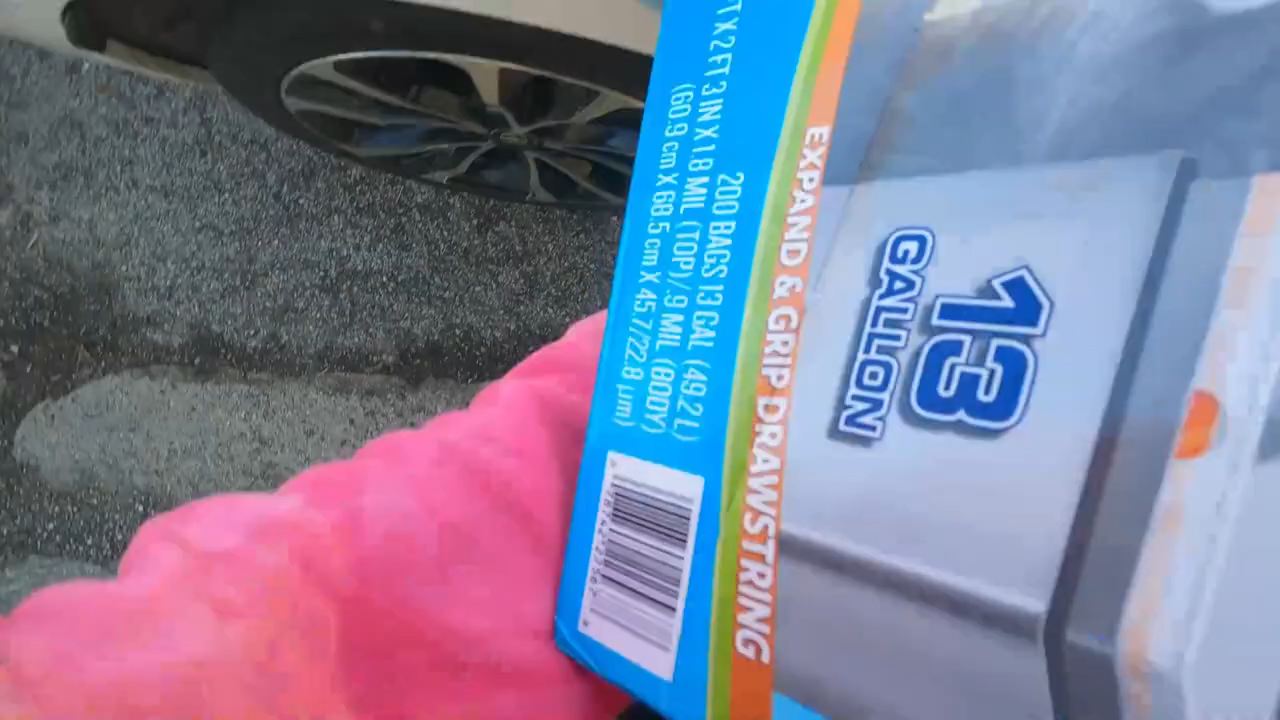 13
GALLON
EXPAND & GRIP DRAWSTRING
200 BAGS 13 GAL (49.2 L)
T X 2 FT 3 IN X 1.8 MIL (TOP)/.9 MIL (BODY)
(60.9 cm X 68.5 cm X 45.7/22.8 µm)